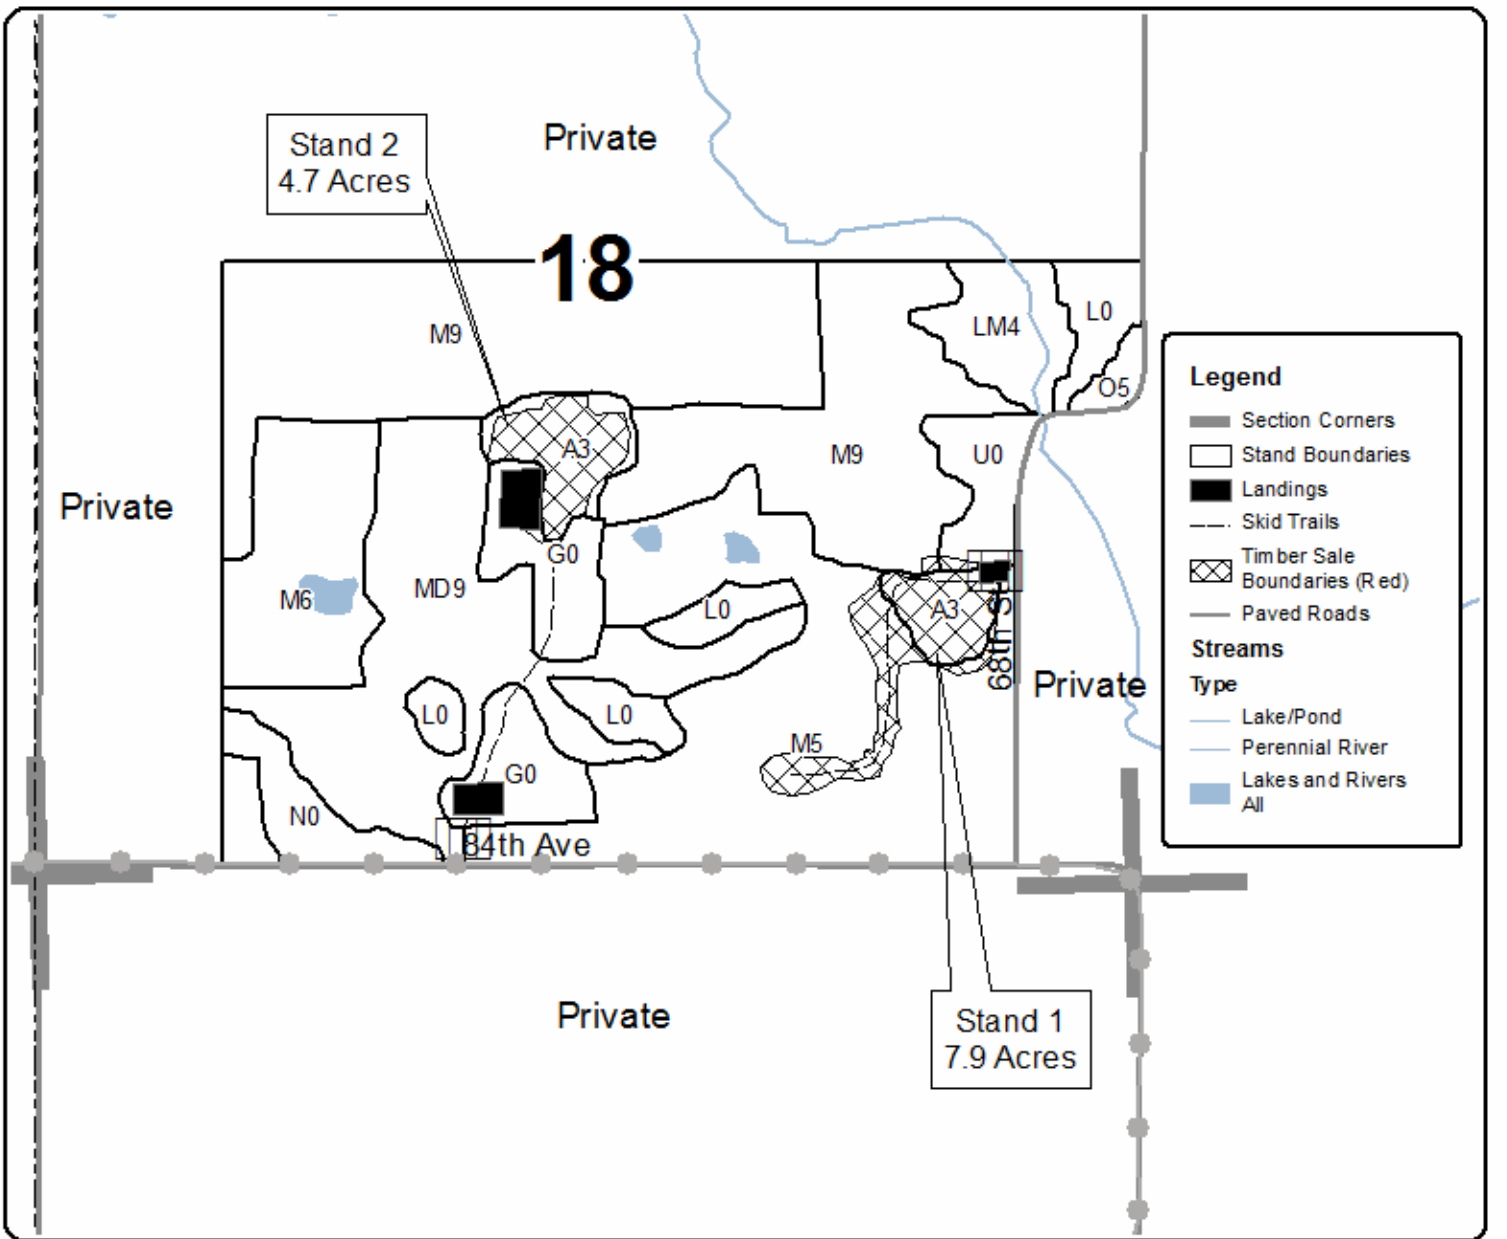 Private
Stand 2
4.7 Acres
18
M9
LM4
L0
O5
A3
M9
U0
Private
G0
M6
MD9
L0
A3
68th St
Private
L0
L0
M5
G0
N0
84th Ave
Private
Stand 1
7.9 Acres
Legend
Section Corners
Stand Boundaries
Landings
Skid Trails
Timber Sale
Boundaries (Red)
Paved Roads
Streams
Type
Lake/Pond
Perennial River
Lakes and Rivers
All